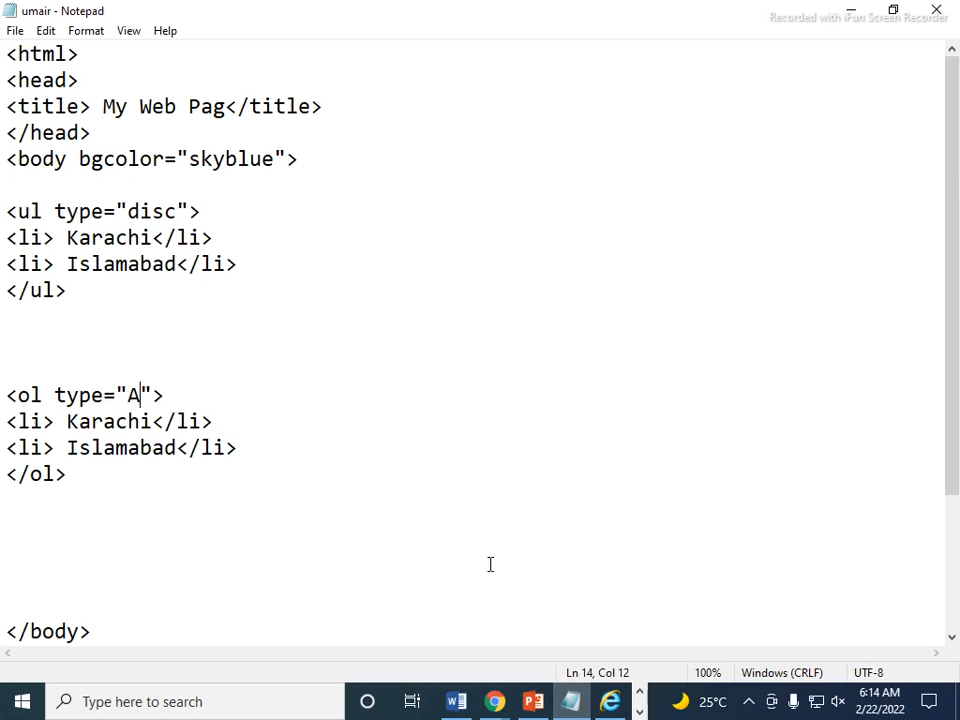 umair - Notepad
Recorded with iFun Screen Recorder
File Edit Format View Help
<html>
<head>
<title> My Web Pag</title>
</head>
<body bgcolor="skyblue">
<ul type="disc">
<li> Karachi</li>
<li> Islamabad</li>
</ul>
<ol type="A">
<li> Karachi</li>
<li> Islamabad</li>
</ol>
</body>
Ln 14, Col 12 100% Windows (CRLF) UTF-8
Type here to search
25°C
6:14 AM
2/22/2022